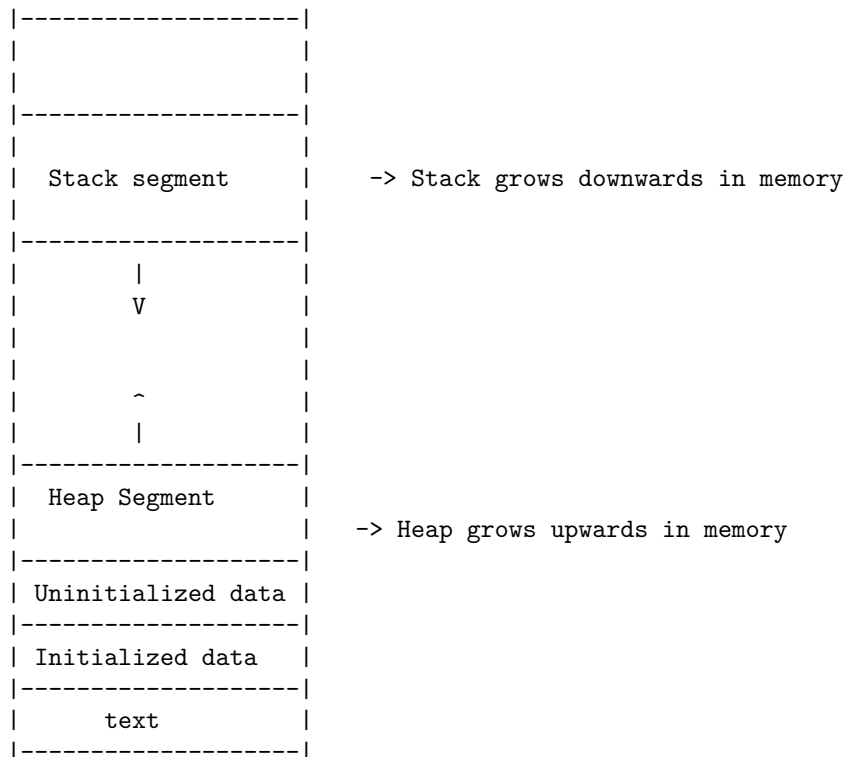 |--------------------|
|                    |
|                    |
|--------------------|
|                    |
|  Stack segment     |    -> Stack grows downwards in memory
|                    |
|--------------------|
|        |           |
|        V           |
|                    |
|                    |
|        ^           |
|        |           |
|--------------------|
|  Heap Segment      |
|                    |   -> Heap grows upwards in memory
|--------------------|
| Uninitialized data |
|--------------------|
| Initialized data   |
|--------------------|
|      text          |
|--------------------|